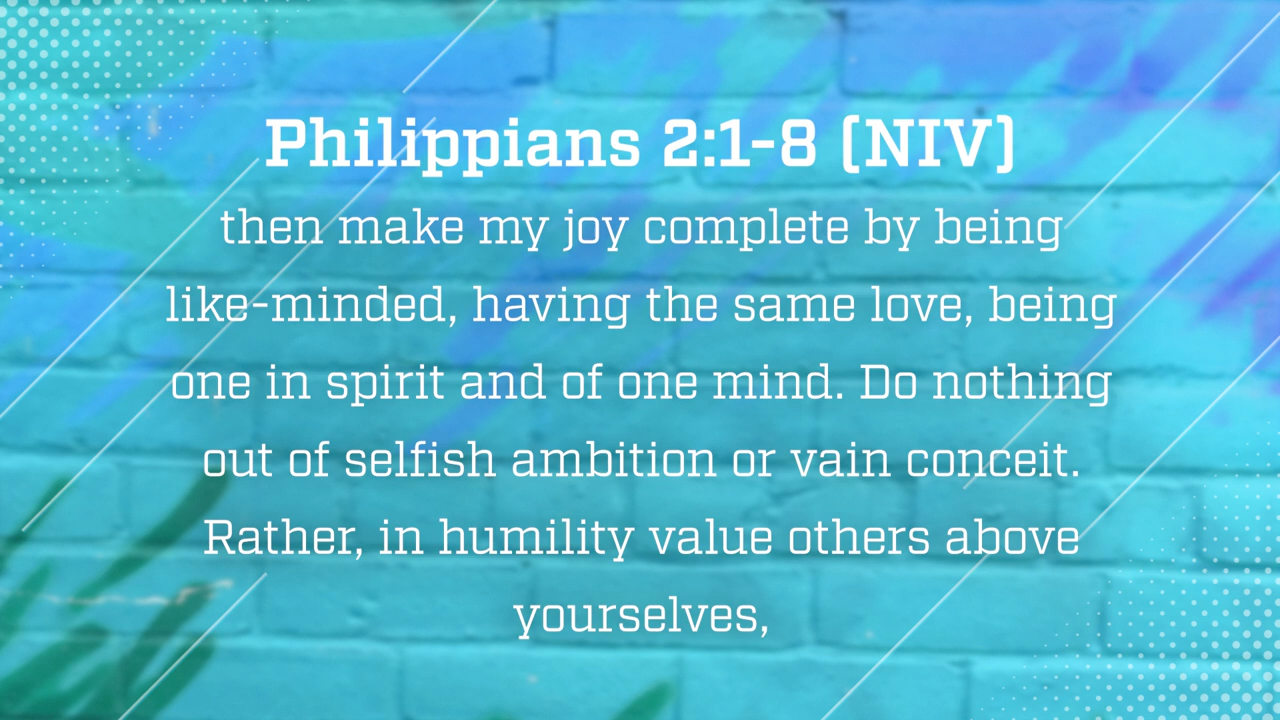 Philippians 2:1-8 (NIV)
then make my joy complete by being
like-minded, having the same love, being
one in spirit and of one mind. Do nothing
out of selfish ambition or vain conceit.
Rather, in humility value others above
yourselves,